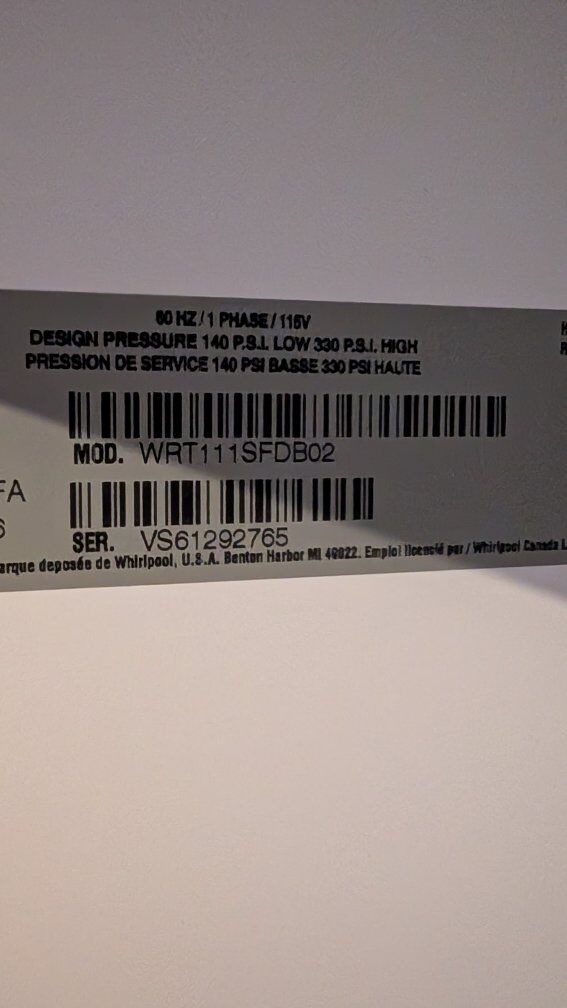 60 HZ / 1 PHASE / 115V
DESIGN PRESSURE 140 P.S.I. LOW 330 P.S.I. HIGH
PRESSION DE SERVICE 140 PSI BASSE 330 PSI HAUTE
MOD. WRT111SFDB02
FA
6
SER. VS61292765
arque deposée de Whirlpool, U.S.A. Benton Harbor MI 49022. Emploi licencié par / Whirlpool Canada L